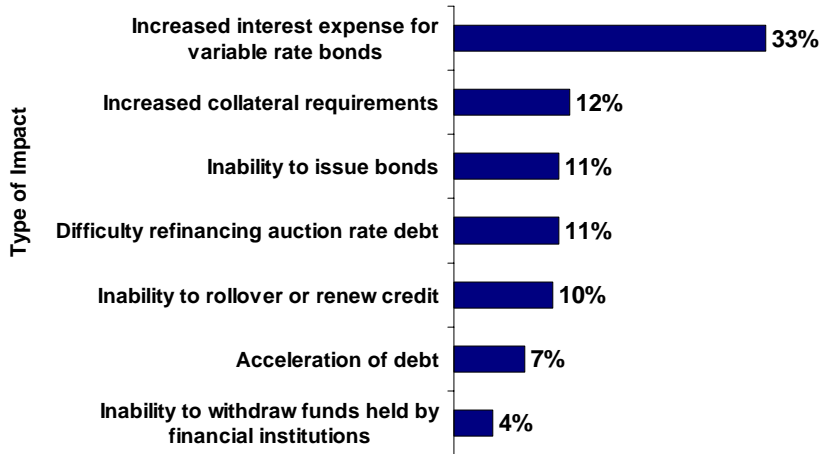 Type of Impact
Increased interest expense for
variable rate bonds
33%
Increased collateral requirements
12%
Inability to issue bonds
11%
Difficulty refinancing auction rate debt
11%
Inability to rollover or renew credit
10%
Acceleration of debt
7%
Inability to withdraw funds held by
financial institutions
4%